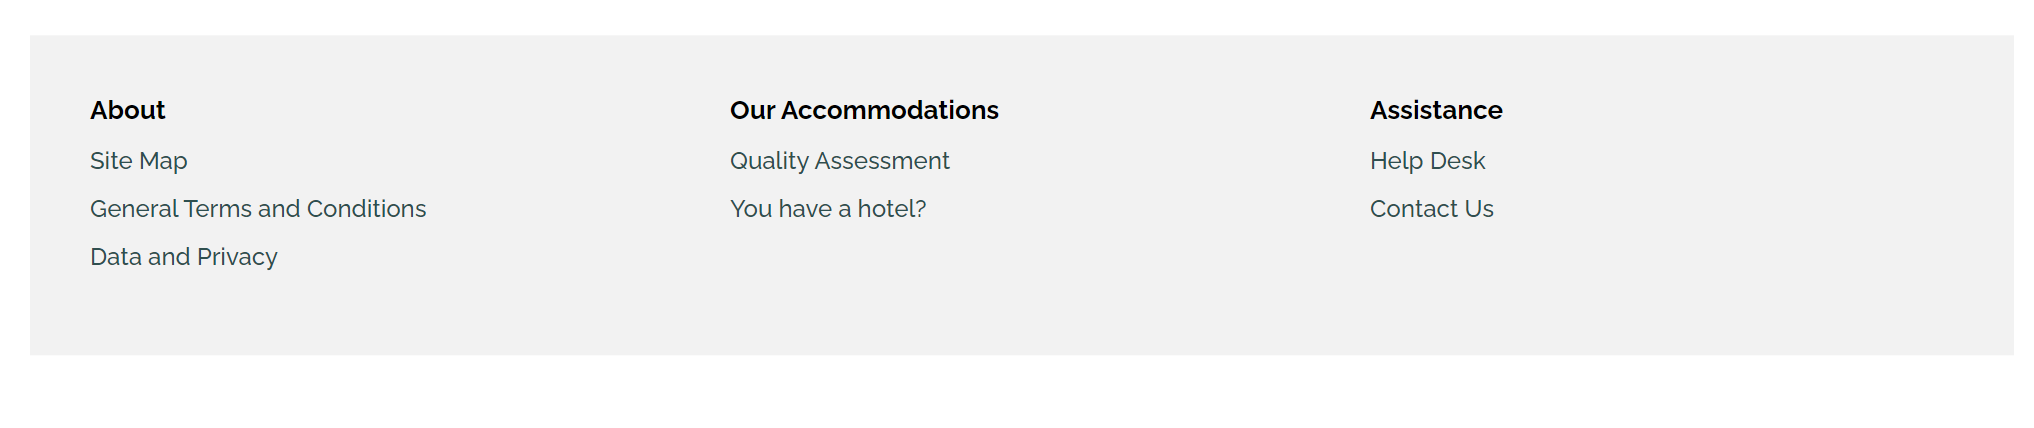 About
Site Map
General Terms and Conditions
Data and Privacy
Our Accommodations
Quality Assessment
You have a hotel?
Assistance
Help Desk
Contact Us